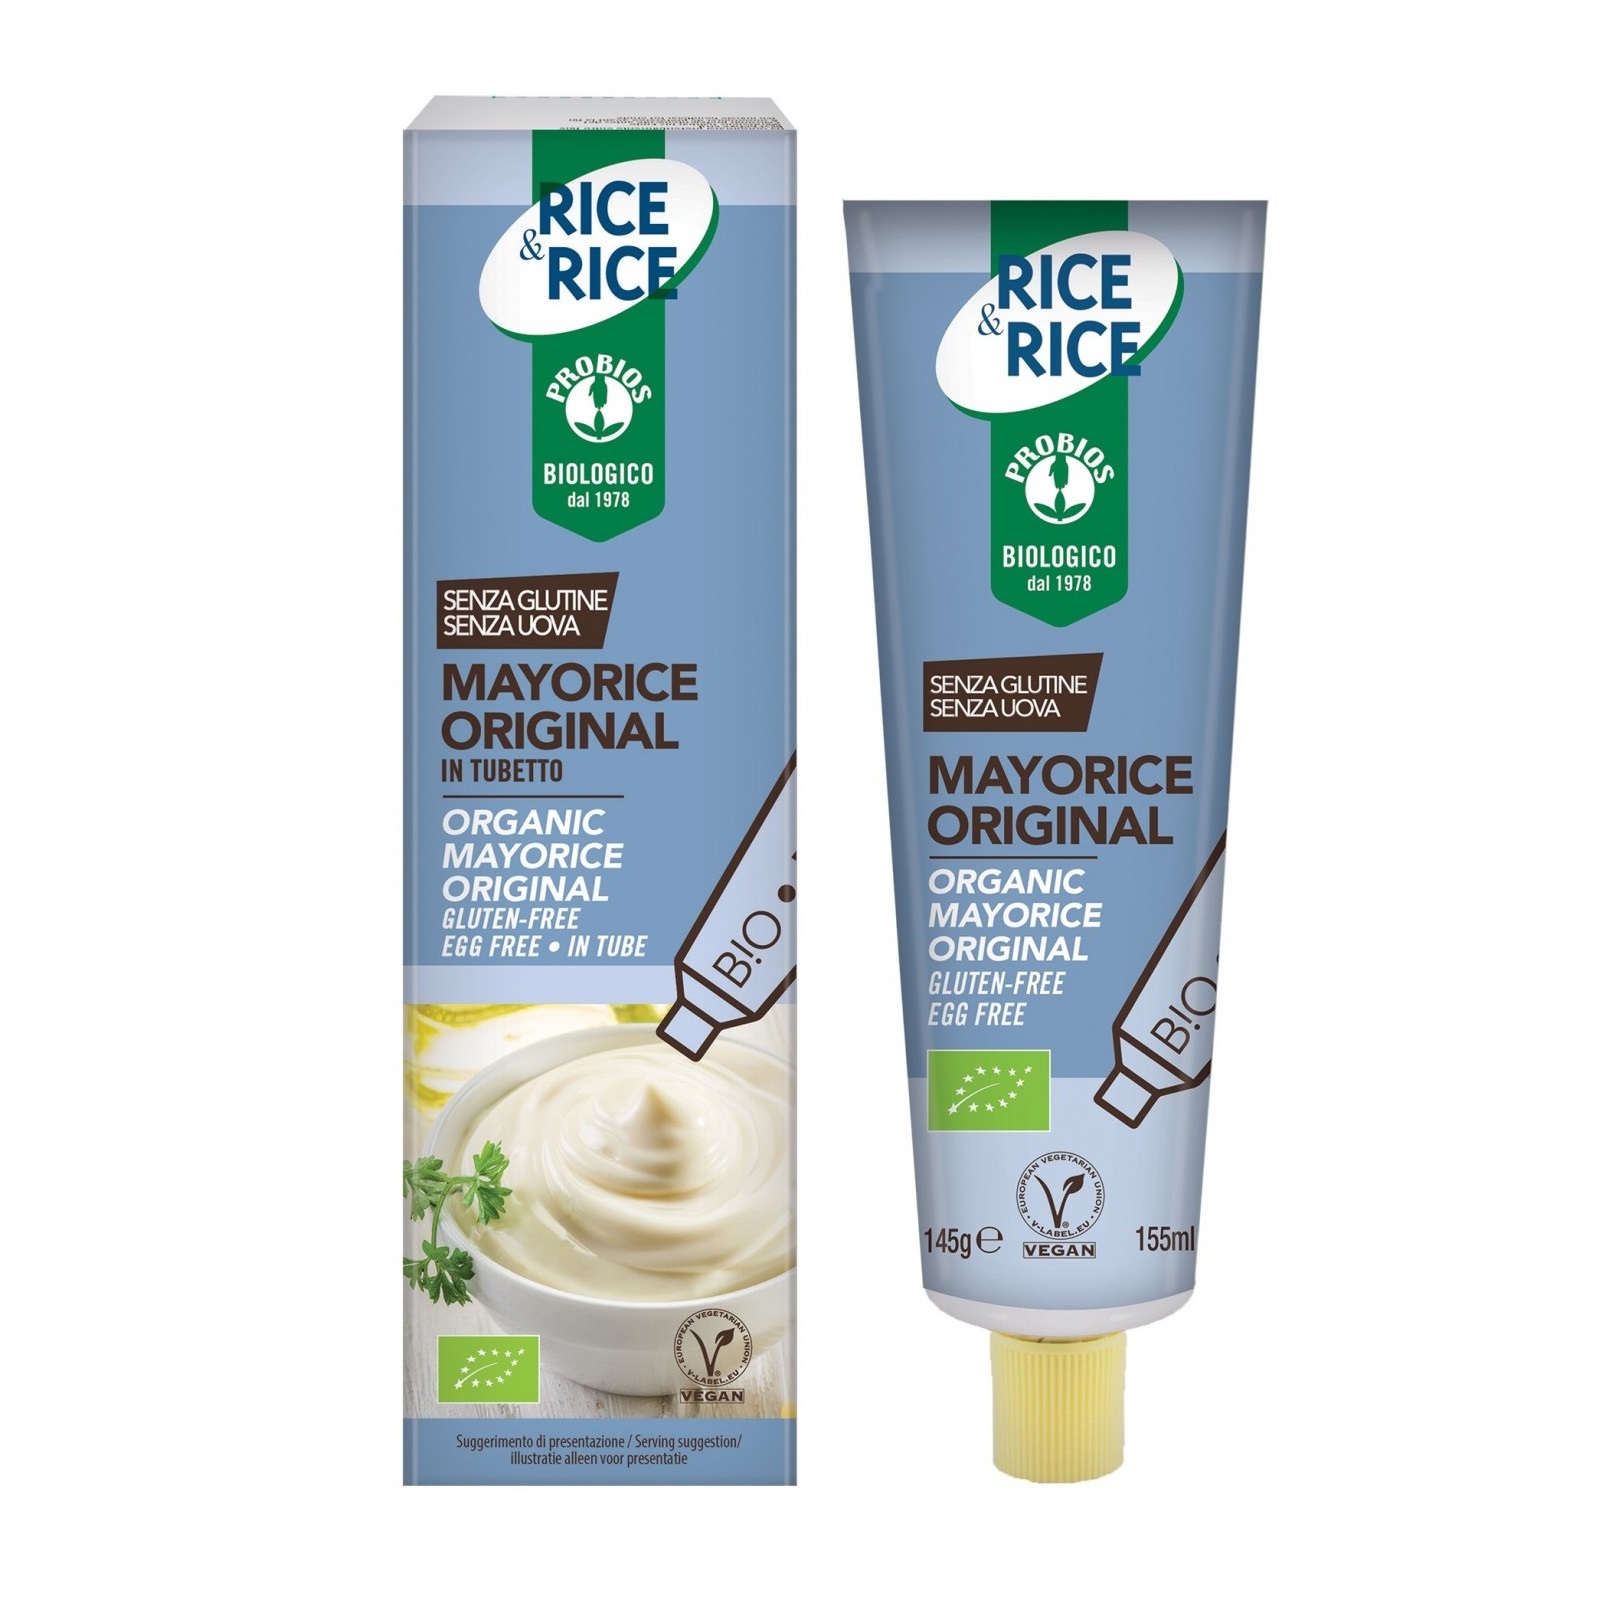 RICE
& RICE
PROBIOS
BIOLOGICO
dal 1978
SENZA GLUTINE
SENZA UOVA
MAYORICE
ORIGINAL
IN TUBETTO
ORGANIC
MAYORICE
ORIGINAL
GLUTEN-FREE
EGG FREE • IN TUBE
BIO
EUROPEAN VEGETARIAN UNION
V-LABEL.EU
VEGAN
Suggerimento di presentazione / Serving suggestion/
illustratie alleen voor presentatie
RICE
& RICE
PROBIOS
BIOLOGICO
dal 1978
SENZA GLUTINE
SENZA UOVA
MAYORICE
ORIGINAL
ORGANIC
MAYORICE
ORIGINAL
GLUTEN-FREE
EGG FREE
BIO
EUROPEAN VEGETARIAN UNION
V-LABEL.EU
VEGAN
145g e
155ml